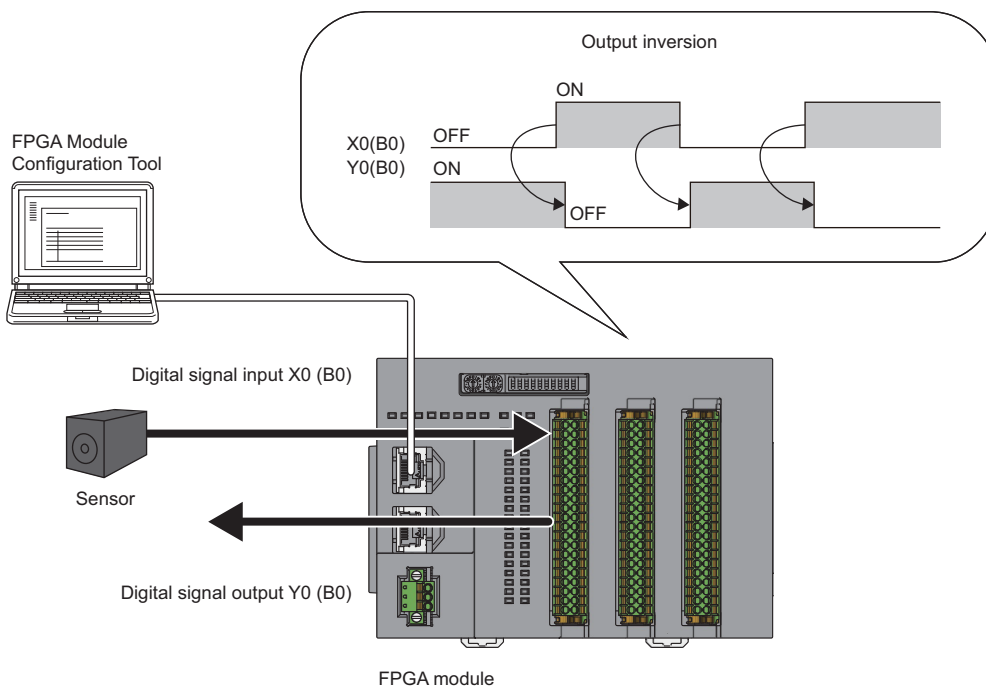 Output inversion
ON
X0(B0) OFF
Y0(B0) ON
OFF
FPGA Module
Configuration Tool
Digital signal input X0 (B0)
Sensor
Digital signal output Y0 (B0)
FPGA module